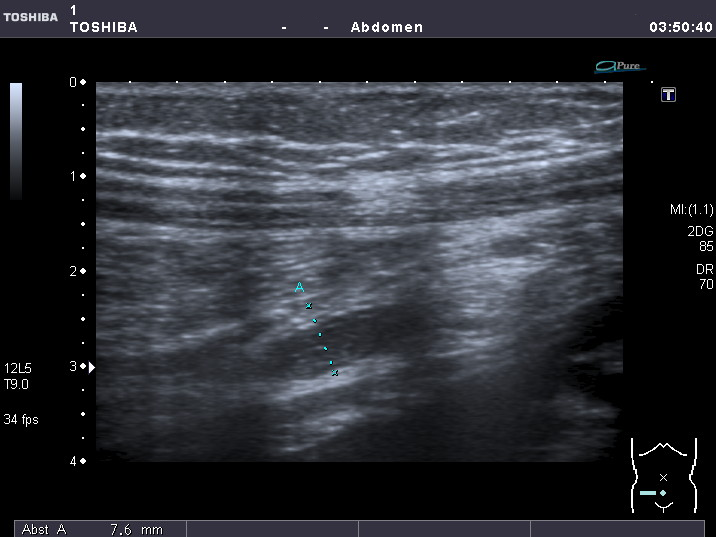 TOSHIBA
1
TOSHIBA - - Abdomen 03:50:40
aPure
T
0
1
2
3
4
A
MI:(1.1)
2DG
85
DR
70
12L5
T9.0
34 fps
Abst A 7.6 mm